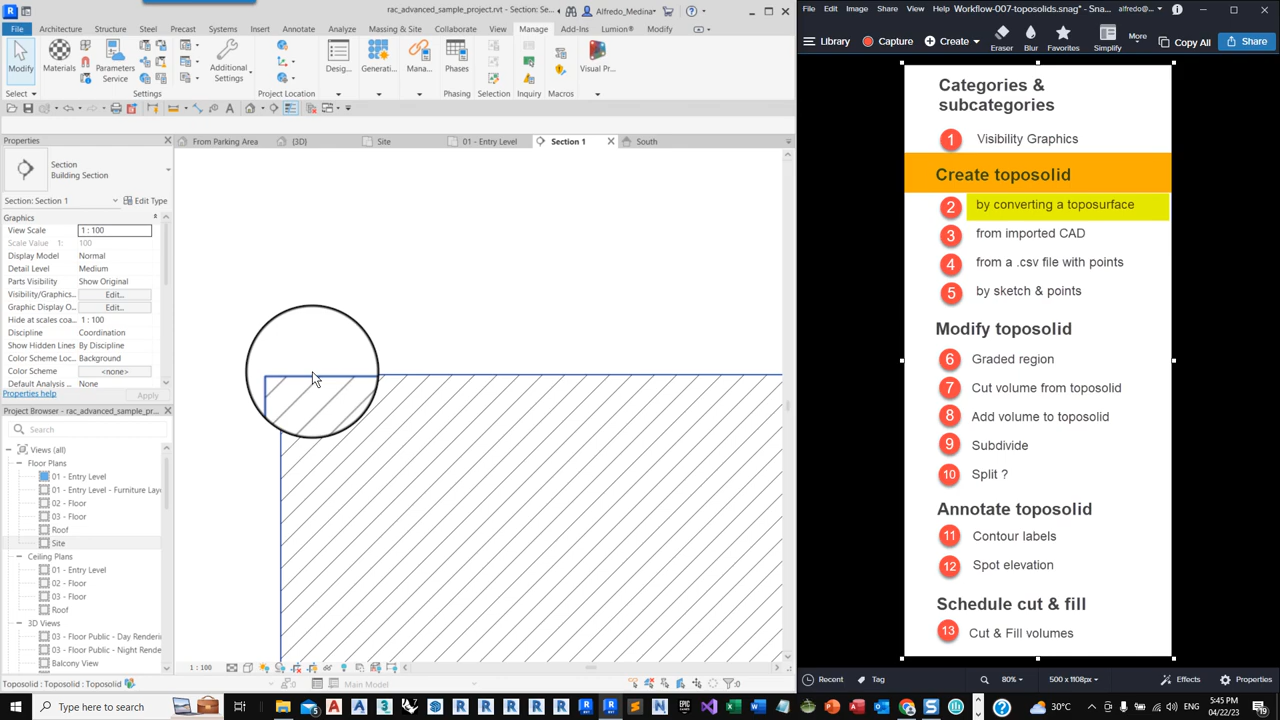 rac_advanced_sample_project.rvt - Section: Se...
Alfredo_Medina
File Architecture Structure Steel Precast Systems Insert Annotate Analyze Massing & Site Collaborate View Manage Add-Ins Lumion® Modify
Modify
Materials
Parameters
Service
Additional
Settings
Desig...
Generati...
Mana...
Phases
Visual Pr...
Select
Settings
Project Location
Phasing
Selection
Inquiry
Macros
Properties
From Parking Area
(3D)
Site
01 - Entry Level
Section 1
South
Section
Building Section
Section: Section 1
Edit Type
Graphics
View Scale 1 : 100
Scale Value 1: 100
Display Model Normal
Detail Level Medium
Parts Visibility Show Original
Visibility/Graphics... Edit...
Graphic Display O... Edit...
Hide at scales coa... 1 : 100
Discipline Coordination
Show Hidden Lines By Discipline
Color Scheme Loc... Background
Color Scheme <none>
Default Analysis ... None
Properties help
Apply
Project Browser - rac_advanced_sample_pr...
Search
Views (all)
Floor Plans
01 - Entry Level
01 - Entry Level - Furniture Layo
02 - Floor
03 - Floor
Roof
Site
Ceiling Plans
01 - Entry Level
02 - Floor
03 - Floor
Roof
3D Views
03 - Floor Public - Day Renderin
03 - Floor Public - Night Render
Balcony View
1 : 100
Toposolid : Toposolid : Toposolid
:0
Main Model
:0
File Edit Image Share View Window Help
Workflow-007-toposolids.snag*
alfredo@...
Library
Capture
Create
Eraser
Blur
Favorites
Simplify
More
Copy All
Share
Categories &
subcategories
1 Visibility Graphics
Create toposolid
2 by converting a toposurface
3 from imported CAD
4 from a .csv file with points
5 by sketch & points
Modify toposolid
6 Graded region
7 Cut volume from toposolid
8 Add volume to toposolid
9 Subdivide
10 Split ?
Annotate toposolid
11 Contour labels
12 Spot elevation
Schedule cut & fill
13 Cut & Fill volumes
Recent
Tag
80%
500 x 1108px
Effects
Properties
Type here to search
30°C
5:45 PM
04/22/23